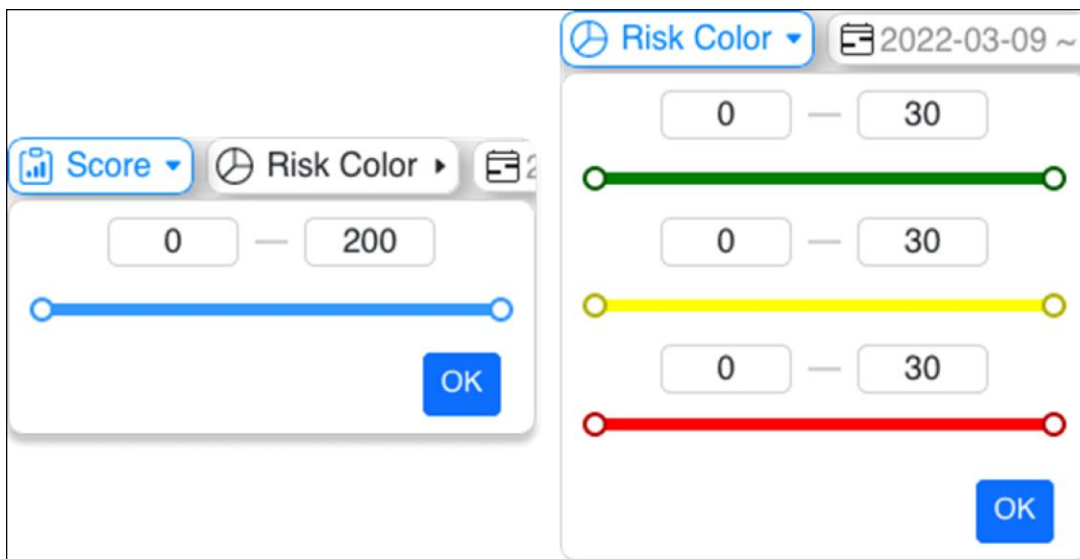 Score Risk Color
0 — 200
OK
Risk Color 2022-03-09 ~
0 — 30
0 — 30
0 — 30
OK